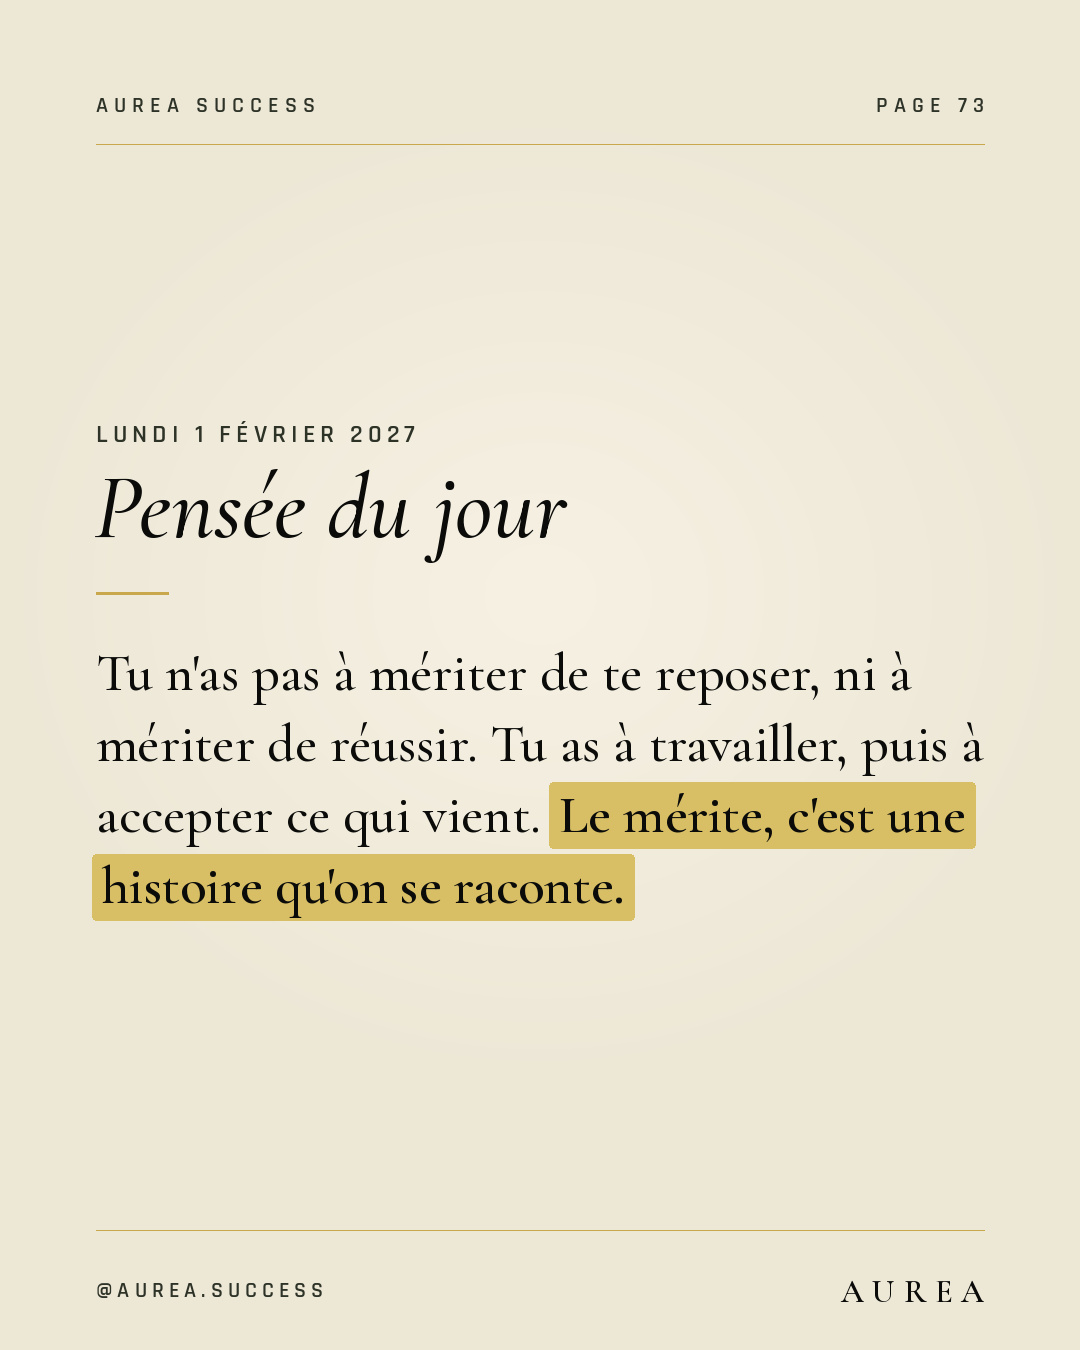 AUREA SUCCESS
PAGE 73
LUNDI 1 FÉVRIER 2027
Pensée du jour
Tu n'as pas à mériter de te reposer, ni à
mériter de réussir. Tu as à travailler, puis à
accepter ce qui vient. Le mérite, c'est une
histoire qu'on se raconte.
@AUREA.SUCCESS
AUREA